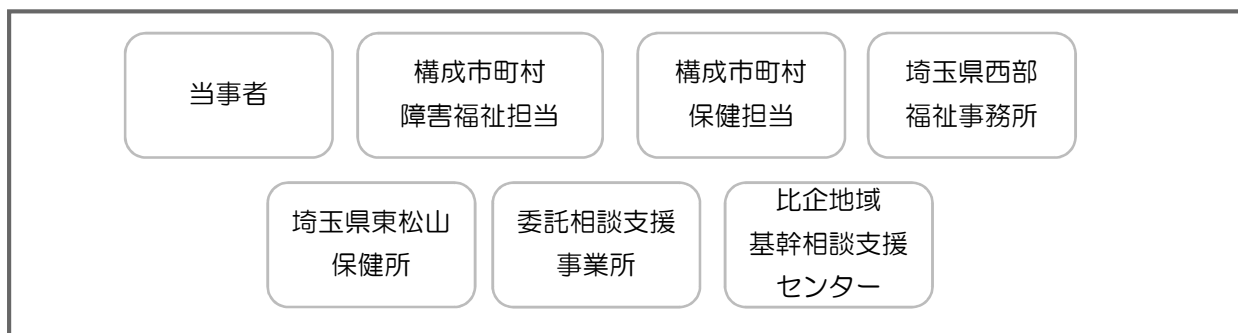 当事者
構成市町村
障害福祉担当
構成市町村
保健担当
埼玉県西部
福祉事務所
埼玉県東松山
保健所
委託相談支援
事業所
比企地域
基幹相談支援
センター